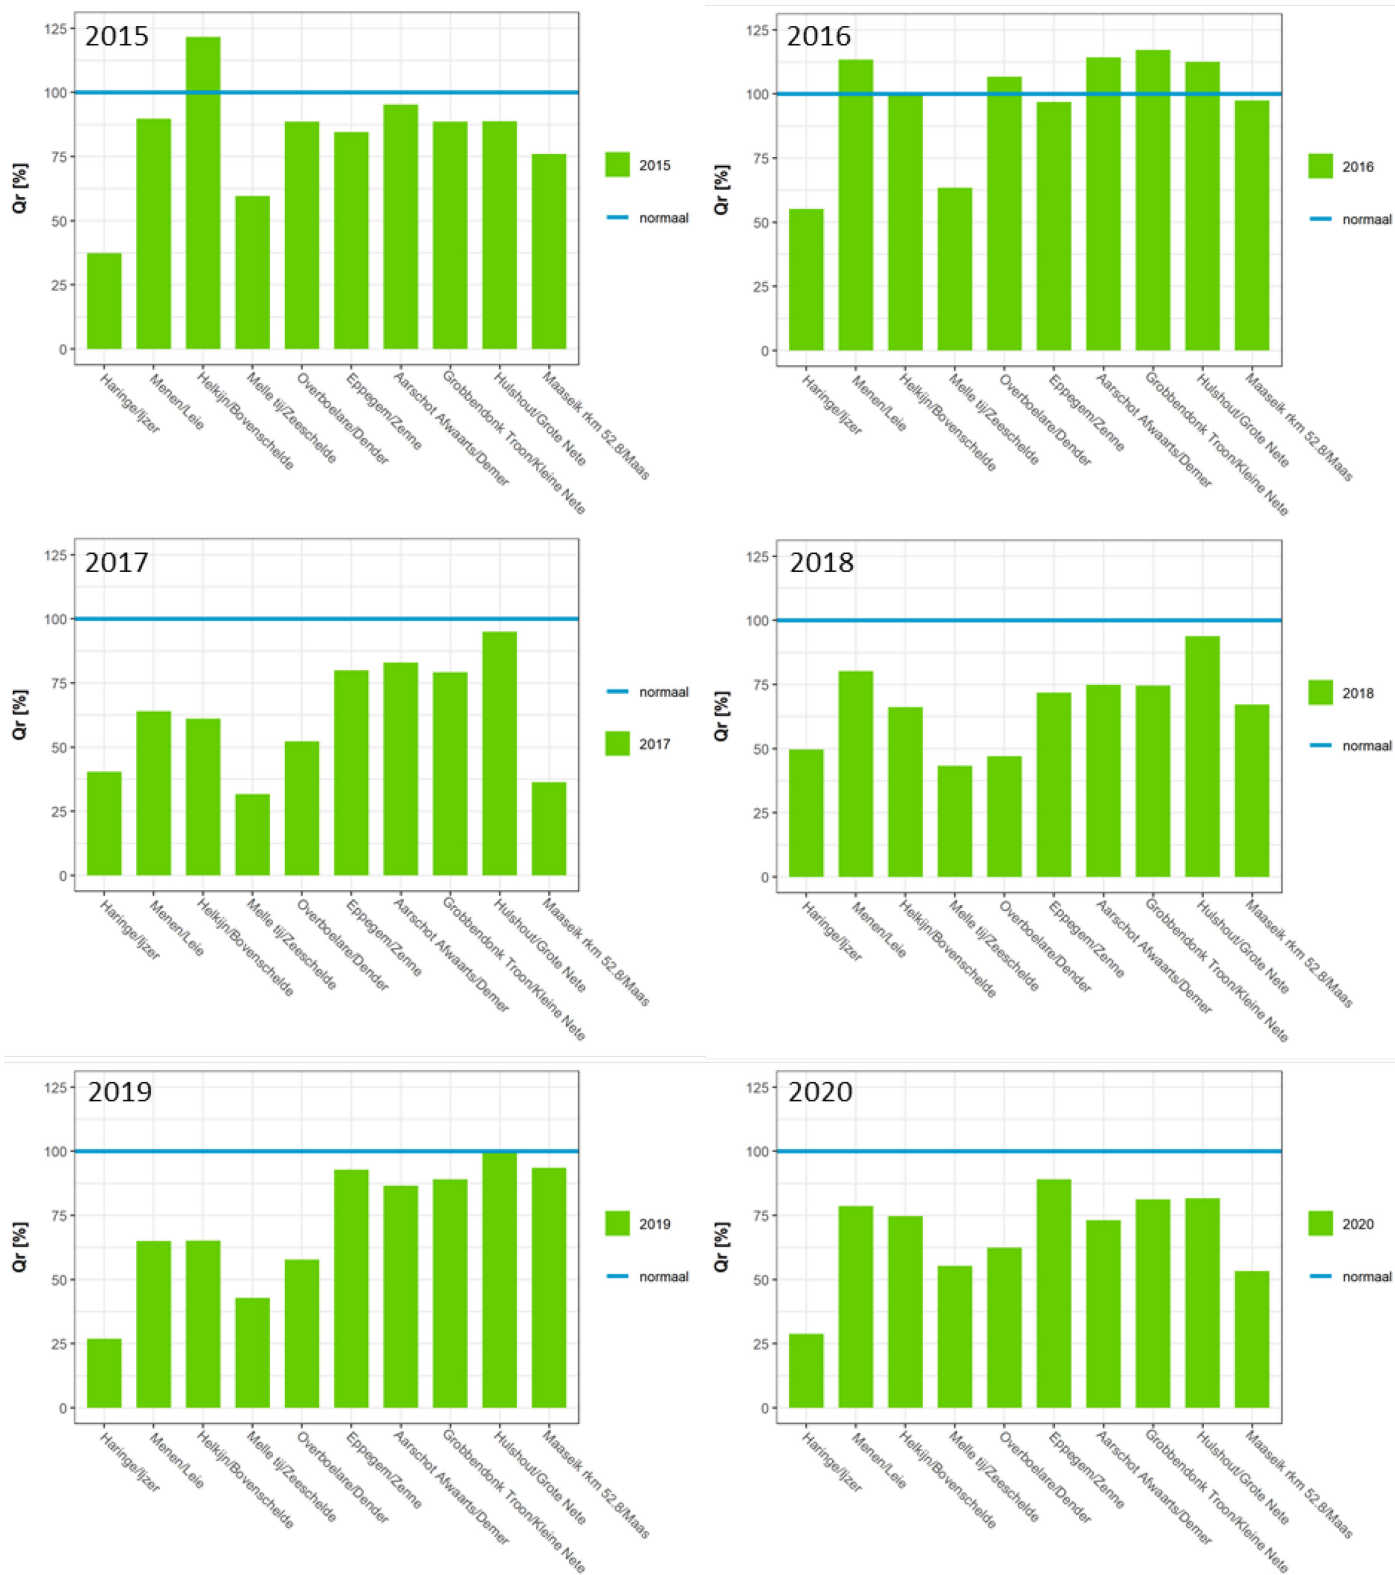 2015
Qr [%]
125
100
75
50
25
0
Haringe/Ijzer
Menen/Leie
Helkijn/Bovenschelde
Melle tij/Zeeschelde
Overboelare/Dender
Eppegem/Zenne
Aarschot Afwaarts/Demer
Grobbendonk Troon/Kleine Nete
Hulshout/Grote Nete
Maaseik rkm 52.8/Maas
2015
normaal
2016
Qr [%]
125
100
75
50
25
0
Haringe/Ijzer
Menen/Leie
Helkijn/Bovenschelde
Melle tij/Zeeschelde
Overboelare/Dender
Eppegem/Zenne
Aarschot Afwaarts/Demer
Grobbendonk Troon/Kleine Nete
Hulshout/Grote Nete
Maaseik rkm 52.8/Maas
2016
normaal
2017
Qr [%]
125
100
75
50
25
0
Haringe/Ijzer
Menen/Leie
Helkijn/Bovenschelde
Melle tij/Zeeschelde
Overboelare/Dender
Eppegem/Zenne
Aarschot Afwaarts/Demer
Grobbendonk Troon/Kleine Nete
Hulshout/Grote Nete
Maaseik rkm 52.8/Maas
normaal
2017
2018
Qr [%]
125
100
75
50
25
0
Haringe/Ijzer
Menen/Leie
Helkijn/Bovenschelde
Melle tij/Zeeschelde
Overboelare/Dender
Eppegem/Zenne
Aarschot Afwaarts/Demer
Grobbendonk Troon/Kleine Nete
Hulshout/Grote Nete
Maaseik rkm 52.8/Maas
2018
normaal
2019
Qr [%]
125
100
75
50
25
0
Haringe/Ijzer
Menen/Leie
Helkijn/Bovenschelde
Melle tij/Zeeschelde
Overboelare/Dender
Eppegem/Zenne
Aarschot Afwaarts/Demer
Grobbendonk Troon/Kleine Nete
Hulshout/Grote Nete
Maaseik rkm 52.8/Maas
2019
normaal
2020
Qr [%]
125
100
75
50
25
0
Haringe/Ijzer
Menen/Leie
Helkijn/Bovenschelde
Melle tij/Zeeschelde
Overboelare/Dender
Eppegem/Zenne
Aarschot Afwaarts/Demer
Grobbendonk Troon/Kleine Nete
Hulshout/Grote Nete
Maaseik rkm 52.8/Maas
2020
normaal